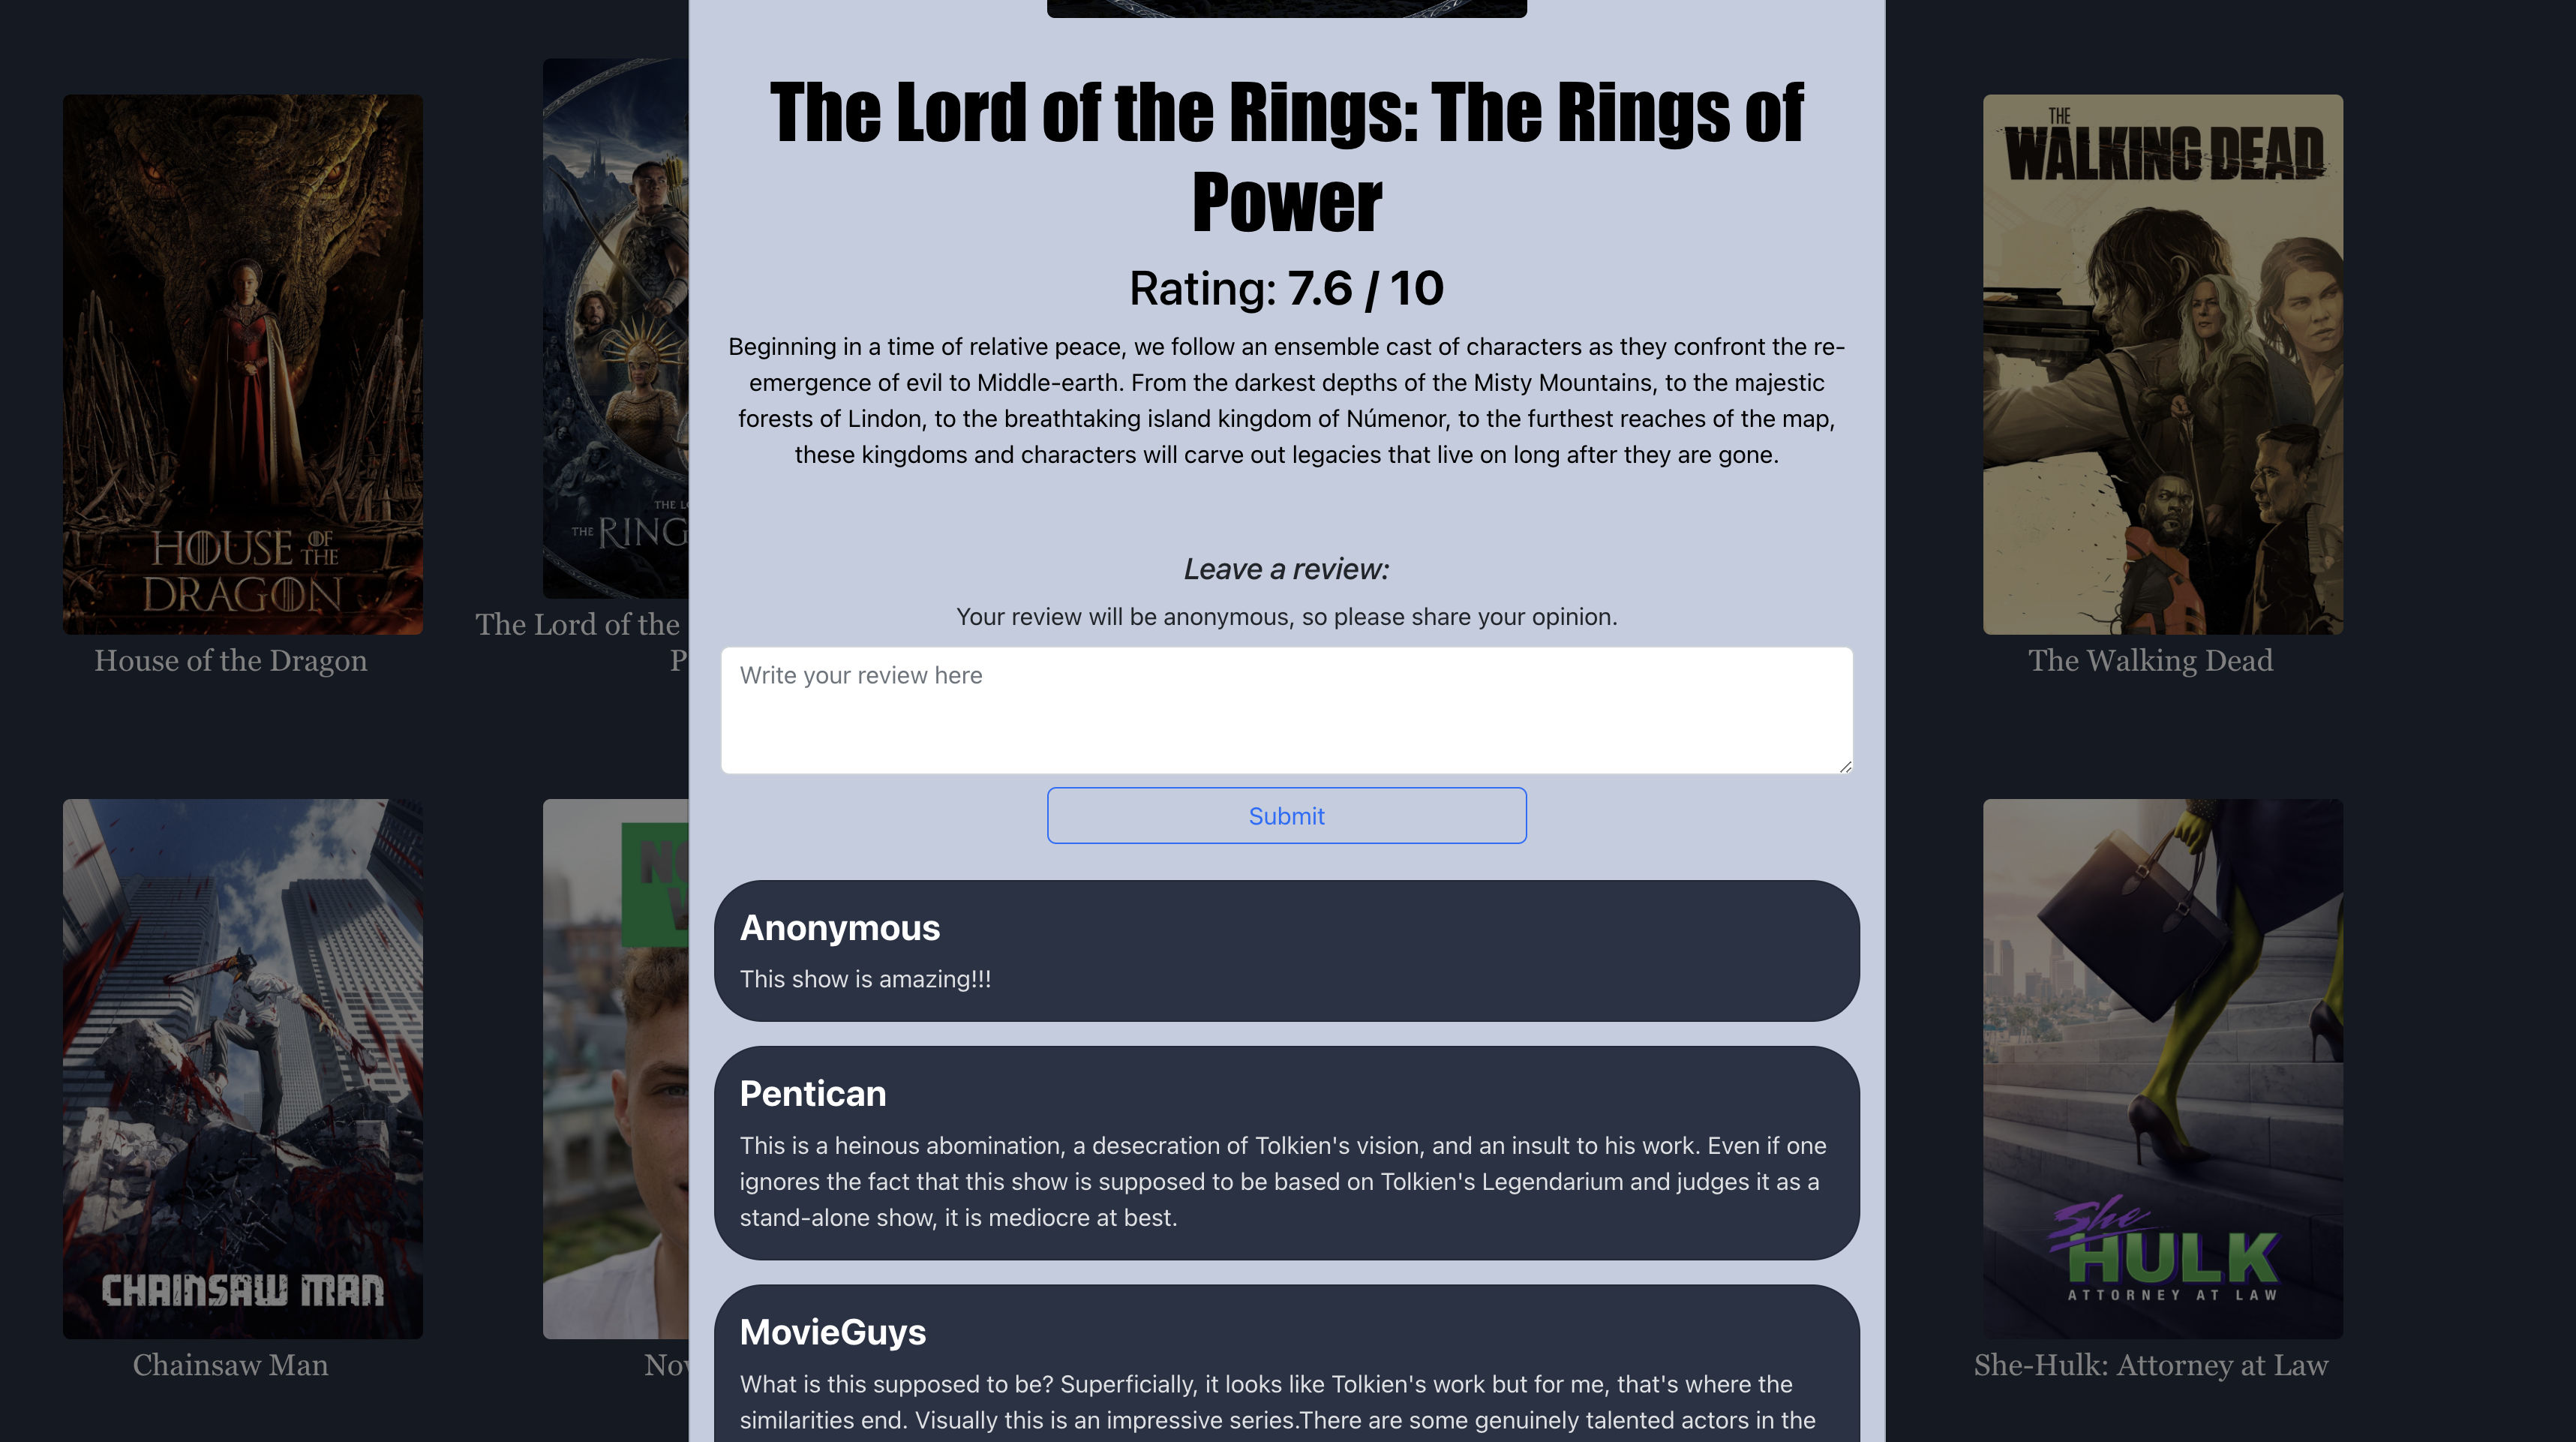 HOUSE OF THE
DRAGON
House of the Dragon
THE
THE RING
The Lord of the
P
The Lord of the Rings: The Rings of
Power
Rating: 7.6 / 10
Beginning in a time of relative peace, we follow an ensemble cast of characters as they confront the re-
emergence of evil to Middle-earth. From the darkest depths of the Misty Mountains, to the majestic
forests of Lindon, to the breathtaking island kingdom of Númenor, to the furthest reaches of the map,
these kingdoms and characters will carve out legacies that live on long after they are gone.
Leave a review:
Your review will be anonymous, so please share your opinion.
Write your review here
Submit
Anonymous
This show is amazing!!!
Pentican
This is a heinous abomination, a desecration of Tolkien's vision, and an insult to his work. Even if one
ignores the fact that this show is supposed to be based on Tolkien's Legendarium and judges it as a
stand-alone show, it is mediocre at best.
MovieGuys
What is this supposed to be? Superficially, it looks like Tolkien's work but for me, that's where the
similarities end. Visually this is an impressive series.There are some genuinely talented actors in the
THE
WALKING DEAD
The Walking Dead
CHAINSAW MAN
Chainsaw Man
She
HULK
ATTORNEY AT LAW
She-Hulk: Attorney at Law